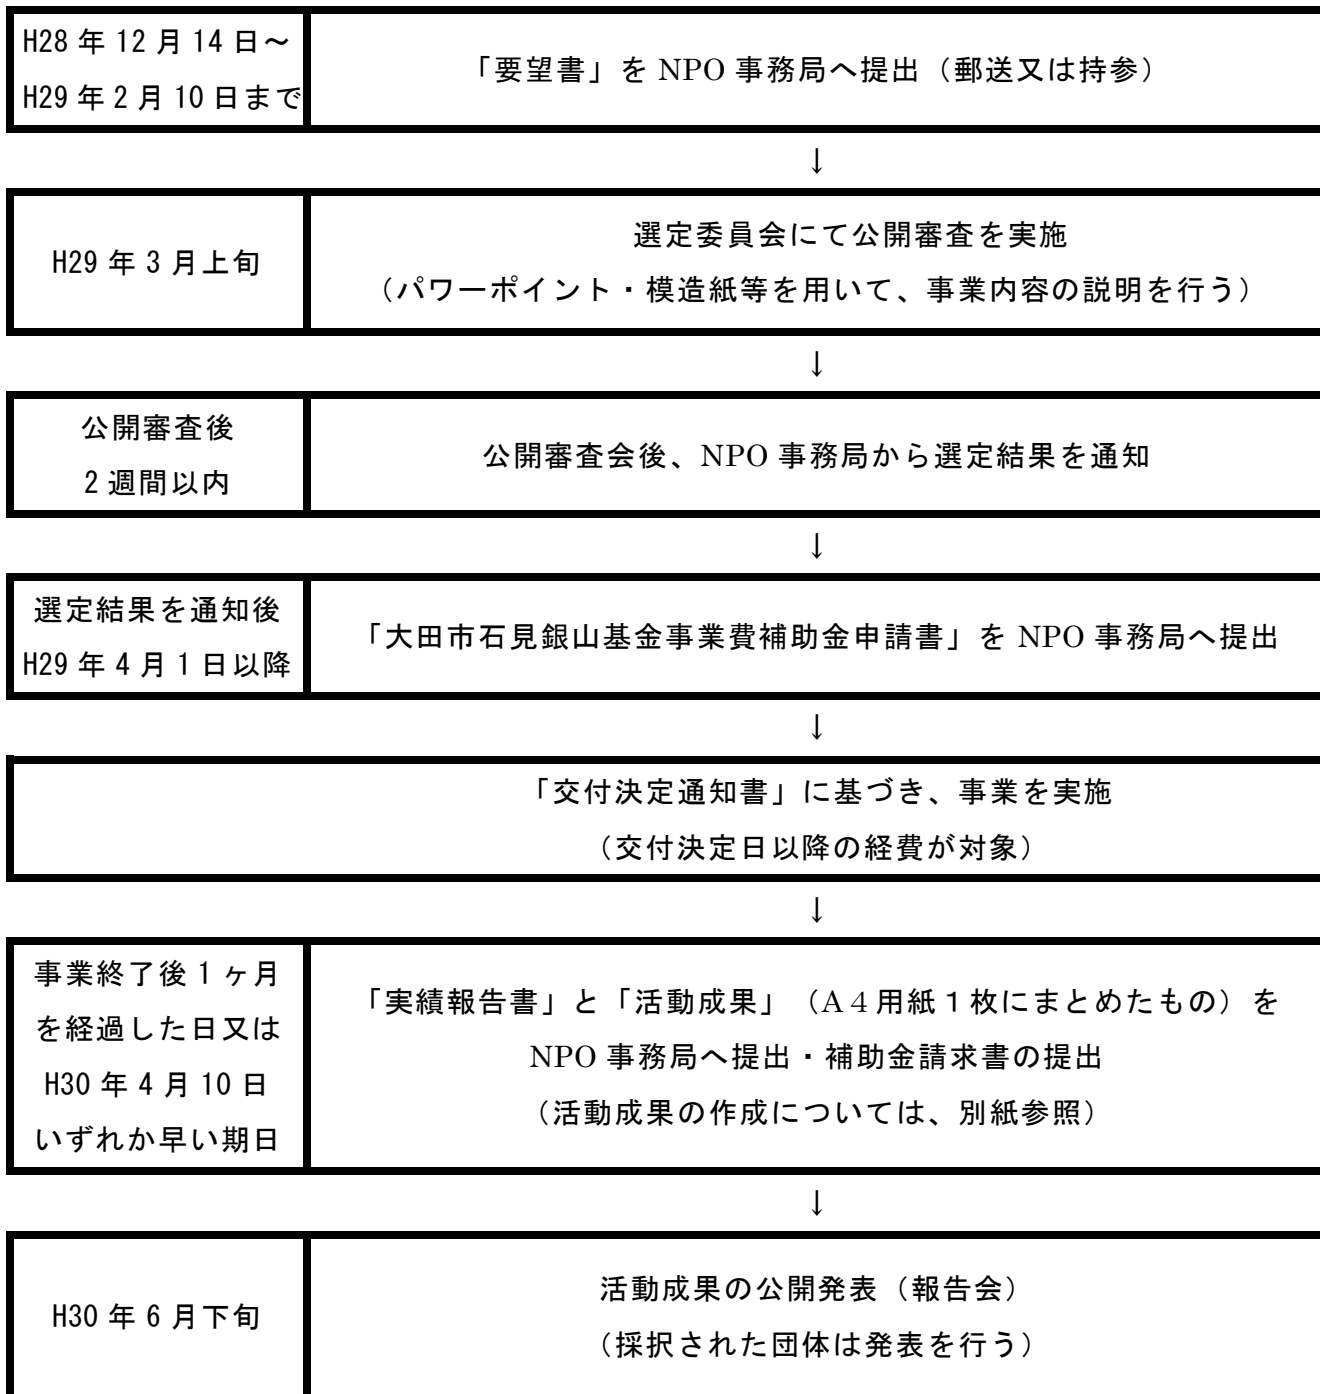 H28年12月14日～
H29年2月10日まで
「要望書」をNPO事務局へ提出（郵送又は持参）
↓
H29年3月上旬
選定委員会にて公開審査を実施
（パワーポイント・模造紙等を用いて、事業内容の説明を行う）
↓
公開審査後
2週間以内
公開審査会後、NPO事務局から選定結果を通知
↓
選定結果を通知後
H29年4月1日以降
「大田市石見銀山基金事業費補助金申請書」をNPO事務局へ提出
↓
「交付決定通知書」に基づき、事業を実施
（交付決定日以降の経費が対象）
↓
事業終了後1ヶ月
を経過した日又は
H30年4月10日
いずれか早い期日
「実績報告書」と「活動成果」（A４用紙１枚にまとめたもの）を
NPO事務局へ提出・補助金請求書の提出
（活動成果の作成については、別紙参照）
↓
H30年6月下旬
活動成果の公開発表（報告会）
（採択された団体は発表を行う）